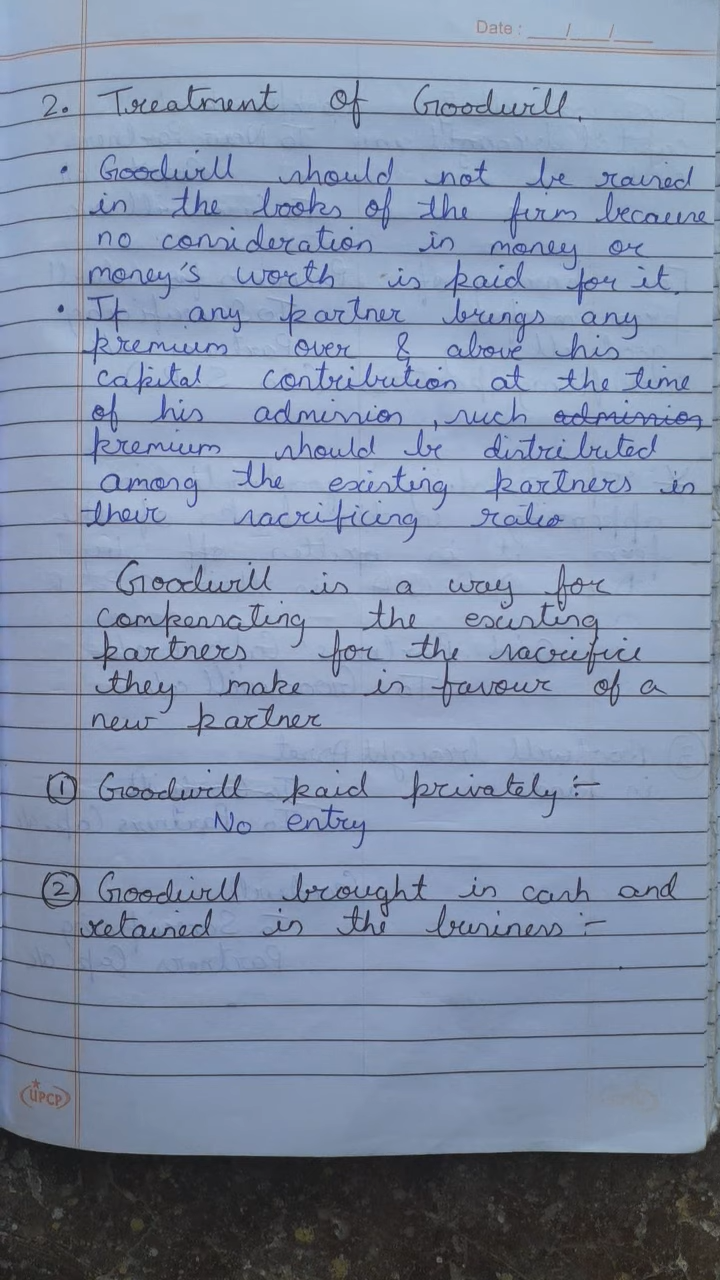 Date : __/__/__
2. Treatment of Goodwill.
• Goodwill should not be raised
in the books of the firm because
no consideration in money or
money's worth is paid for it.
• If any partner brings any
premium over & above his
capital contribution at the time
of his admission, such admission
premium should be distributed
among the existing partners in
their sacrificing ratio
Goodwill is a way for
compensating the existing
partners for the sacrifice
they make in favour of a
new partner
① Goodwill paid privately :-
No entry
② Goodwill brought in cash and
retained in the business :-
UPCP